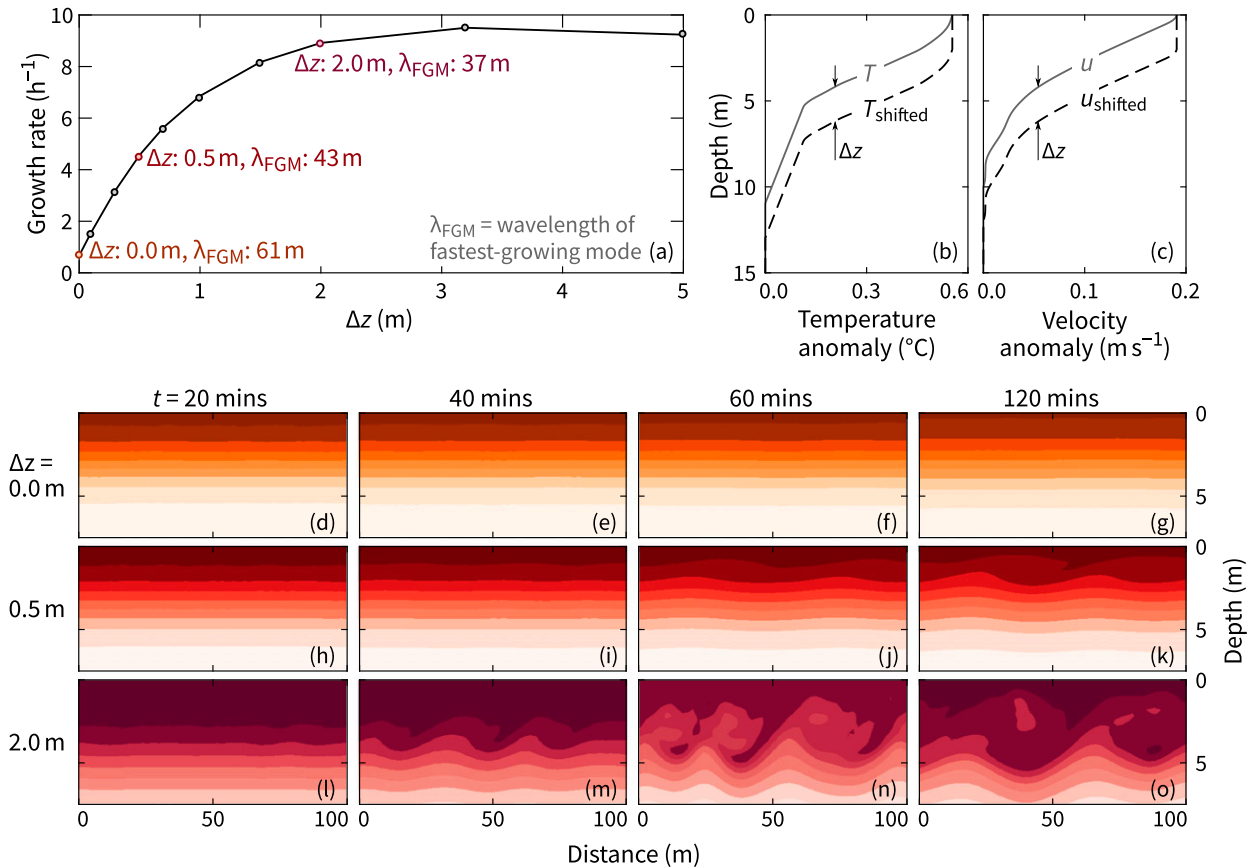 10
8
6
4
2
0
Growth rate (h−1)
Δz: 2.0 m, λFGM: 37 m
Δz: 0.5 m, λFGM: 43 m
Δz: 0.0 m, λFGM: 61 m
λFGM = wavelength of
fastest-growing mode
(a)
0 1 2 3 4 5
Δz (m)
0
5
10
15
Depth (m)
T
Tshifted
Δz
(b)
0.0 0.3 0.6
Temperature
anomaly (°C)
u
ushifted
Δz
(c)
0.0 0.1 0.2
Velocity
anomaly (m s−1)
t = 20 mins
40 mins
60 mins
120 mins
Δz =
0.0 m
(d)
(e)
(f)
(g)
0
5
0.5 m
(h)
(i)
(j)
(k)
0
5
Depth (m)
2.0 m
(l)
(m)
(n)
(o)
0
5
0 50 100
0 50 100
0 50 100
0 50 100
Distance (m)